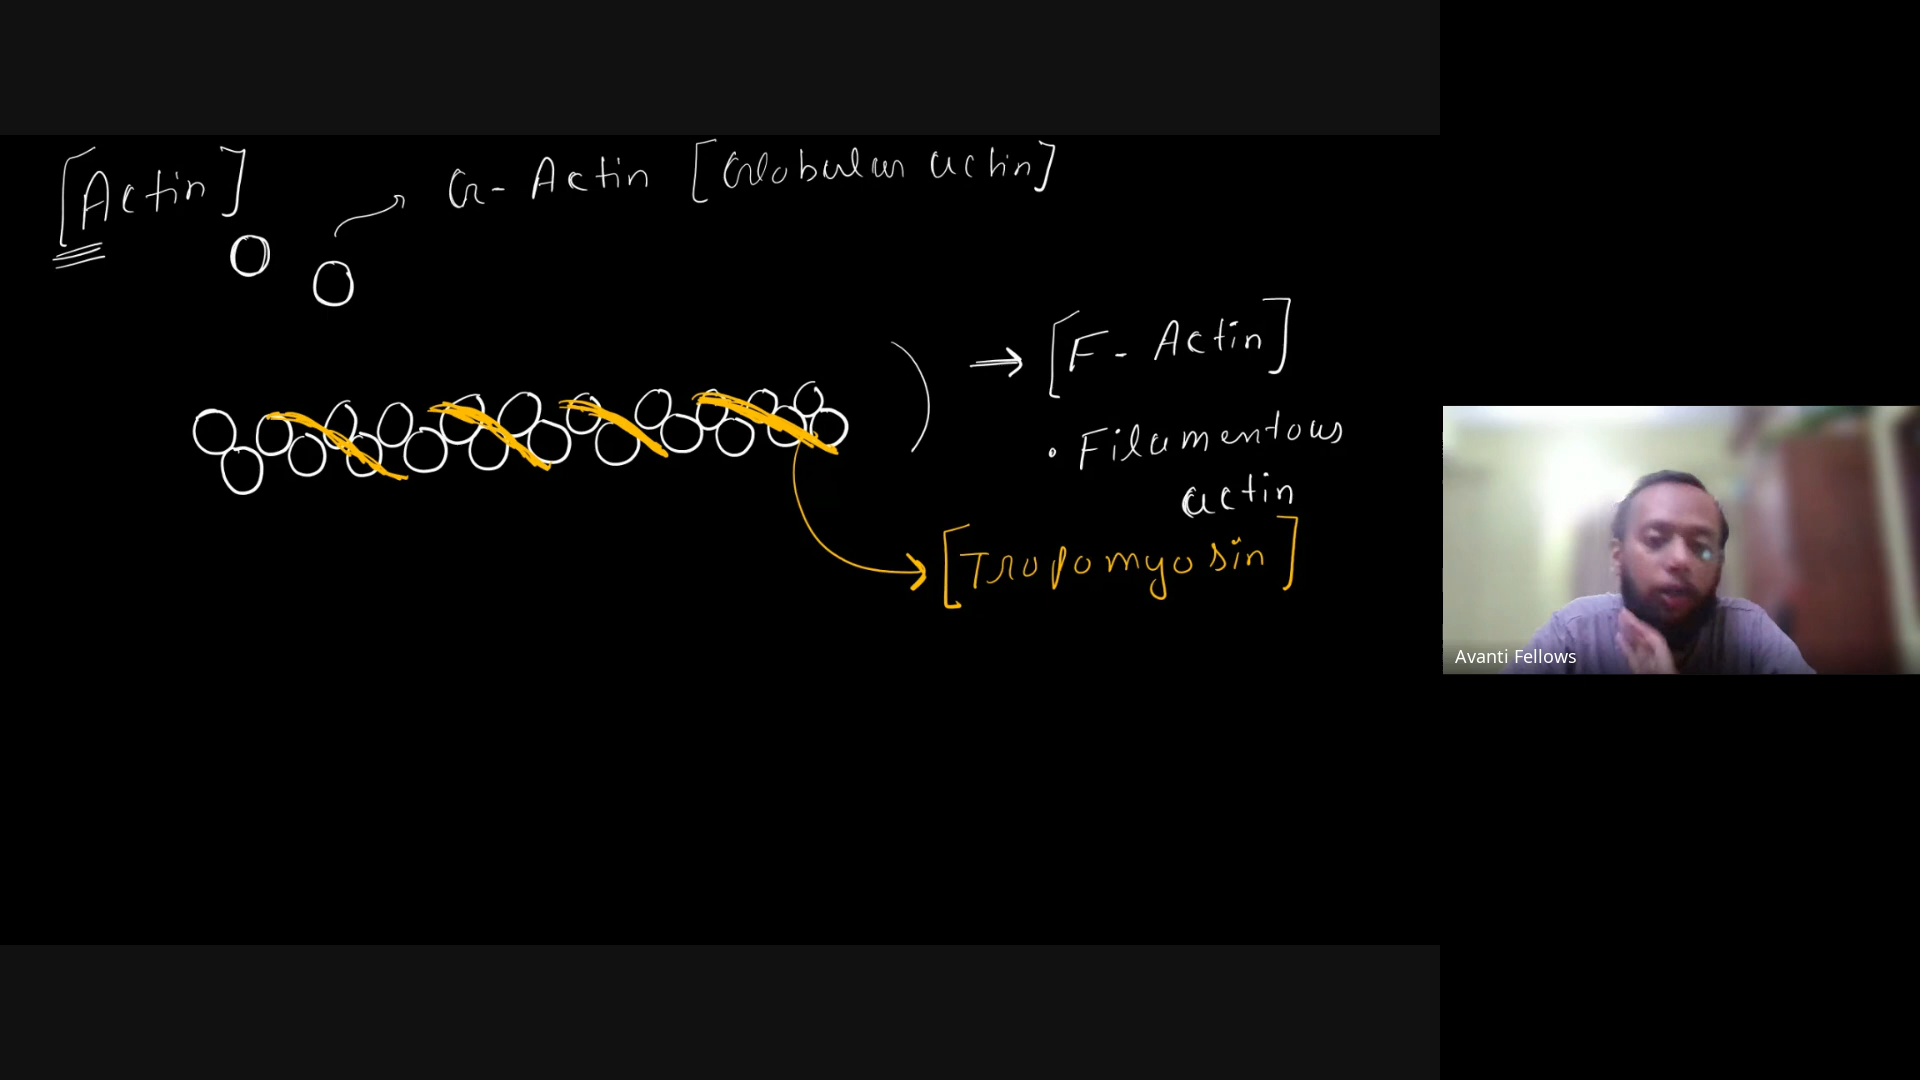 [Actin]
G-Actin [Globular actin]
⇒ [F-Actin]
• Filamentous
actin
[Tropomyosin]
Avanti Fellows